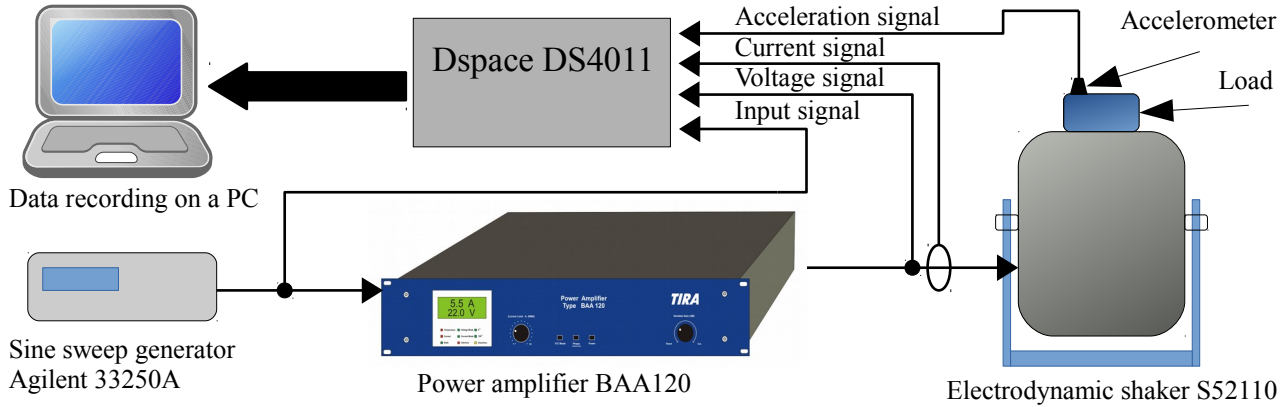 Acceleration signal
Accelerometer
Current signal
Dspace DS4011
Voltage signal
Load
Input signal
Data recording on a PC
5.5 A
22.0 V
Power Amplifier
Type BAA 120
TIRA
Sine sweep generator
Agilent 33250A
Power amplifier BAA120
Electrodynamic shaker S52110